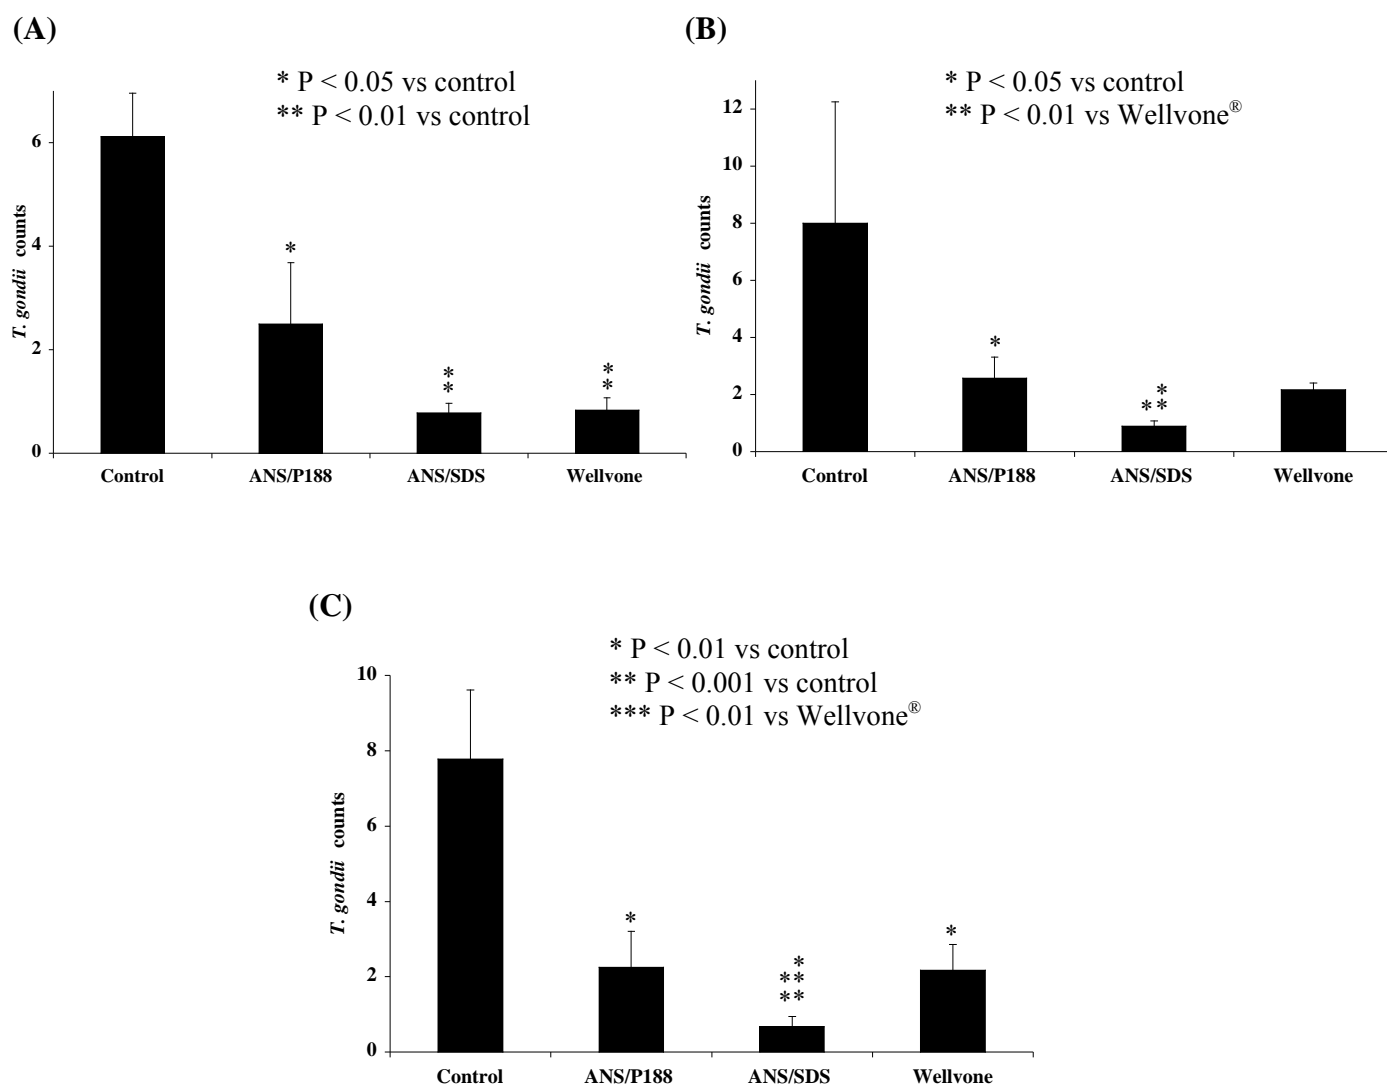 (A)
* P < 0.05 vs control
** P < 0.01 vs control
T. gondii counts
6
4
2
0
*
*
*
*
*
Control ANS/P188 ANS/SDS Wellvone
(B)
* P < 0.05 vs control
** P < 0.01 vs Wellvone®
T. gondii counts
12
10
8
6
4
2
0
*
*
* *
Control ANS/P188 ANS/SDS Wellvone
(C)
* P < 0.01 vs control
** P < 0.001 vs control
*** P < 0.01 vs Wellvone®
T. gondii counts
10
8
6
4
2
0
*
*
**
**
*
Control ANS/P188 ANS/SDS Wellvone